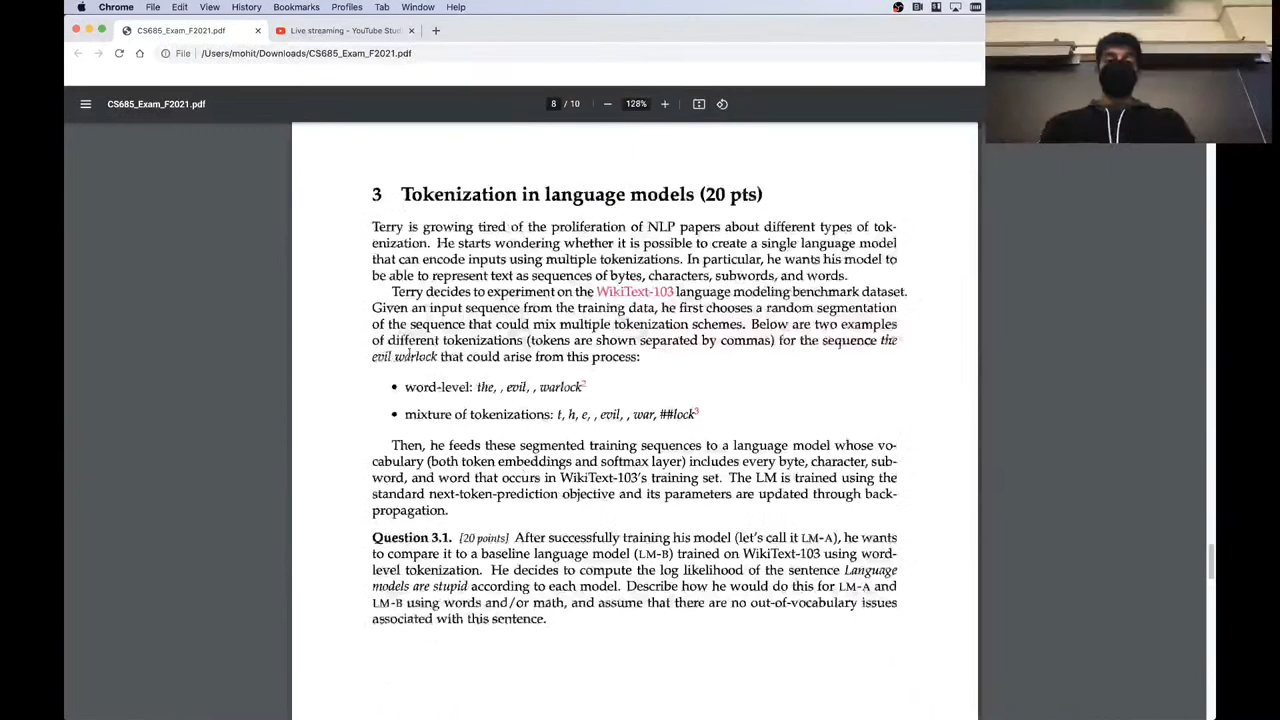 Chrome File Edit View History Bookmarks Profiles Tab Window Help
CS685_Exam_F2021.pdf Live streaming - YouTube Stud
File /Users/mohit/Downloads/CS685_Exam_F2021.pdf
CS685_Exam_F2021.pdf 8 / 10 128%
3 Tokenization in language models (20 pts)
Terry is growing tired of the proliferation of NLP papers about different types of tok-
enization. He starts wondering whether it is possible to create a single language model
that can encode inputs using multiple tokenizations. In particular, he wants his model to
be able to represent text as sequences of bytes, characters, subwords, and words.
Terry decides to experiment on the WikiText-103 language modeling benchmark dataset.
Given an input sequence from the training data, he first chooses a random segmentation
of the sequence that could mix multiple tokenization schemes. Below are two examples
of different tokenizations (tokens are shown separated by commas) for the sequence the
evil warlock that could arise from this process:
• word-level: the, , evil, , warlock2
• mixture of tokenizations: t, h, e, , evil, , war, ##lock3
Then, he feeds these segmented training sequences to a language model whose vo-
cabulary (both token embeddings and softmax layer) includes every byte, character, sub-
word, and word that occurs in WikiText-103's training set. The LM is trained using the
standard next-token-prediction objective and its parameters are updated through back-
propagation.
Question 3.1. [20 points] After successfully training his model (let's call it LM-A), he wants
to compare it to a baseline language model (LM-B) trained on WikiText-103 using word-
level tokenization. He decides to compute the log likelihood of the sentence Language
models are stupid according to each model. Describe how he would do this for LM-A and
LM-B using words and/or math, and assume that there are no out-of-vocabulary issues
associated with this sentence.